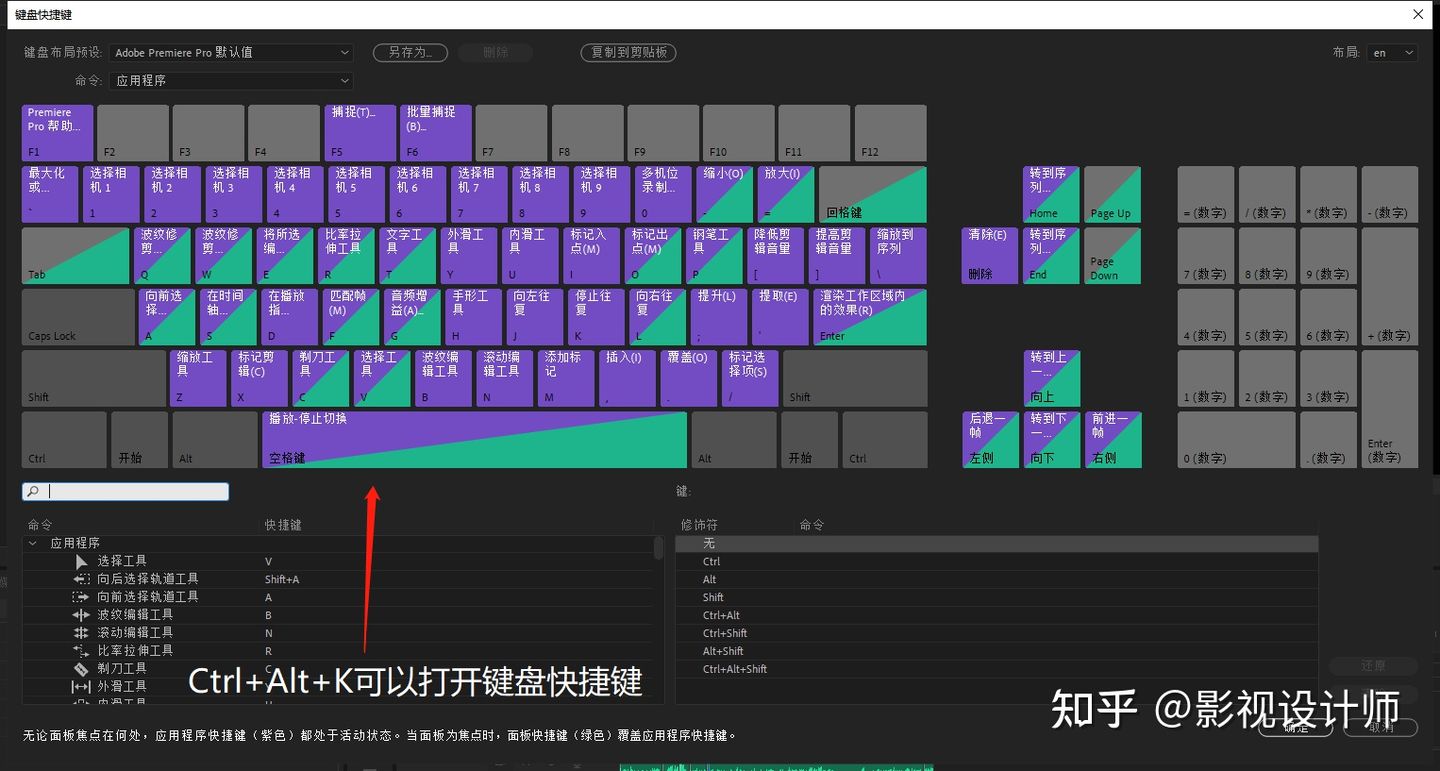 键盘快捷键
键盘布局预设: Adobe Premiere Pro 默认值 另存为... 删除 复制到剪贴板 布局: en
命令: 应用程序
Premiere Pro 帮助... F1 F2 F3 F4 捕捉(T)... F5 批量捕捉(B)... F6 F7 F8 F9 F10 F11 F12
最大化或... ` 选择相机 1 1 选择相机 2 2 选择相机 3 3 选择相机 4 4 选择相机 5 5 选择相机 6 6 选择相机 7 7 选择相机 8 8 选择相机 9 9 多机位录制... 0 缩小(O) - 放大(I) = 回格键 转到序列... Home Page Up = (数字) / (数字) * (数字) - (数字)
Tab 波纹修剪... Q 波纹修剪... W 将所选编... E 比率拉伸工具 R 文字工具 T 外滑工具 Y 内滑工具 U 标记入点(M) I 标记出点(M) O 钢笔工具 P 降低剪辑音量 [ 提高剪辑音量 ] 缩放到序列 \ 清除(E) 删除 转到序列... End Page Down 7 (数字) 8 (数字) 9 (数字)
Caps Lock 向前选择... A 在时间轴... S 在播放指... D 匹配帧(M) F 音频增益(A)... G 手形工具 H 向左往复 J 停止往复 K 向右往复 L 提升(L) ; 提取(E) ' 渲染工作区域内的效果(R) Enter 4 (数字) 5 (数字) 6 (数字) + (数字)
Shift 缩放工具 Z 标记剪辑(C) X 剃刀工具 C 选择工具 V 波纹编辑工具 B 滚动编辑工具 N 添加标记 M 插入(I) , 覆盖(O) . 标记选择项(S) / Shift 转到上一... 向上 1 (数字) 2 (数字) 3 (数字)
Ctrl 开始 Alt 播放-停止切换 空格键 Alt 开始 Ctrl 后退一帧 左侧 转到下一... 向下 前进一帧 右侧 0 (数字) . (数字) Enter (数字)
键:
命令 快捷键 修饰符 命令
应用程序 无
选择工具 V Ctrl
向后选择轨道工具 Shift+A Alt
向前选择轨道工具 A Shift
波纹编辑工具 B Ctrl+Alt
滚动编辑工具 N Ctrl+Shift
比率拉伸工具 R Alt+Shift
剃刀工具 C Ctrl+Alt+Shift
还原
外滑工具
内滑工具
Ctrl+Alt+K可以打开键盘快捷键
知乎 @影视设计师
确定 取消
无论面板焦点在何处，应用程序快捷键（紫色）都处于活动状态。当面板为焦点时，面板快捷键（绿色）覆盖应用程序快捷键。